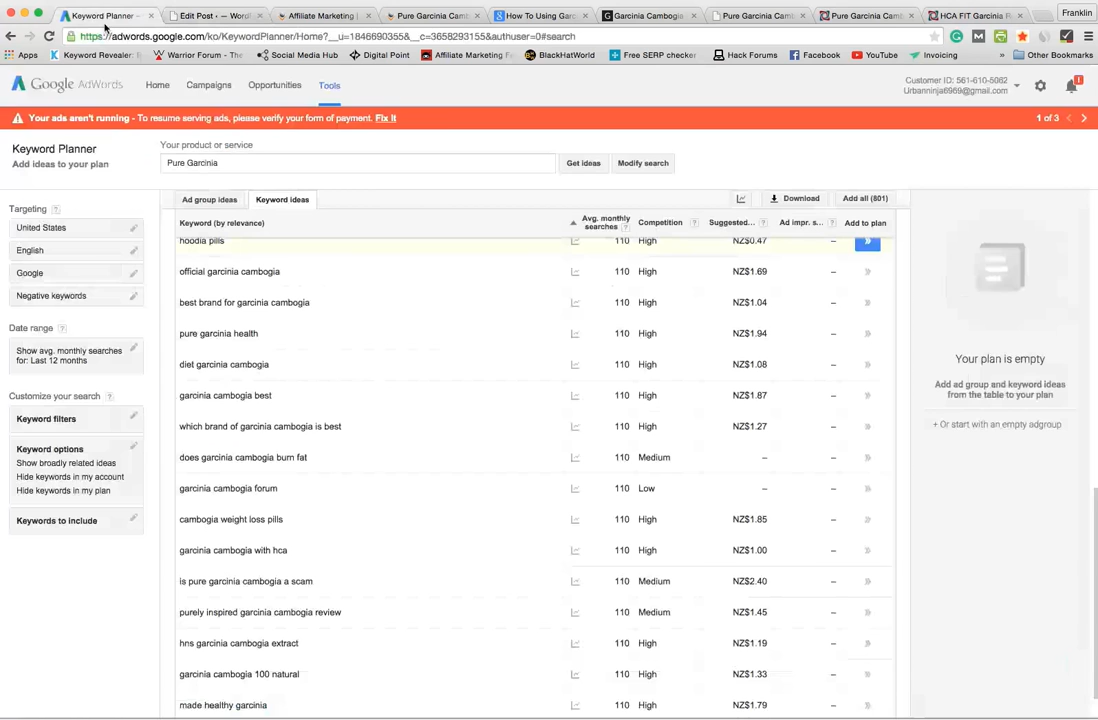 Keyword Planner –
Edit Post ‹ — WordP
Affiliate Marketing |
Pure Garcinia Camb
How To Using Garc
Garcinia Cambogia
Pure Garcinia Cam
Pure Garcinia Camb
HCA FIT Garcinia R
Franklin
https://adwords.google.com/ko/KeywordPlanner/Home?__u=1846690355&__c=3658293155&authuser=0#search
Apps
Keyword Revealer:
Warrior Forum - The
Social Media Hub
Digital Point
Affiliate Marketing F
BlackHatWorld
Free SERP checker
Hack Forums
Facebook
YouTube
Invoicing
»
Other Bookmarks
Google AdWords
Home
Campaigns
Opportunities
Tools
Customer ID: 561-610-5062
Urbanninja6969@gmail.com
1
Your ads aren't running - To resume serving ads, please verify your form of payment. Fix it
1 of 3
Keyword Planner
Add ideas to your plan
Your product or service
Pure Garcinia
Get ideas
Modify search
Targeting ?
United States
English
Google
Negative keywords
Date range ?
Show avg. monthly searches
for: Last 12 months
Customize your search ?
Keyword filters
Keyword options
Show broadly related ideas
Hide keywords in my account
Hide keywords in my plan
Keywords to include
Ad group ideas
Keyword ideas
Download
Add all (801)
Keyword (by relevance)
Avg. monthly
searches ?
Competition ?
Suggested... ?
Ad impr. s... ?
Add to plan
hoodia pills 110 High NZ$0.47 – »
official garcinia cambogia 110 High NZ$1.69 – »
best brand for garcinia cambogia 110 High NZ$1.04 – »
pure garcinia health 110 High NZ$1.94 – »
diet garcinia cambogia 110 High NZ$1.08 – »
garcinia cambogia best 110 High NZ$1.87 – »
which brand of garcinia cambogia is best 110 High NZ$1.27 – »
does garcinia cambogia burn fat 110 Medium – – »
garcinia cambogia forum 110 Low – – »
cambogia weight loss pills 110 High NZ$1.85 – »
garcinia cambogia with hca 110 High NZ$1.00 – »
is pure garcinia cambogia a scam 110 Medium NZ$2.40 – »
purely inspired garcinia cambogia review 110 Medium NZ$1.45 – »
hns garcinia cambogia extract 110 High NZ$1.19 – »
garcinia cambogia 100 natural 110 High NZ$1.33 – »
made healthy garcinia 110 High NZ$1.79 – »
Your plan is empty
Add ad group and keyword ideas
from the table to your plan
+ Or start with an empty adgroup